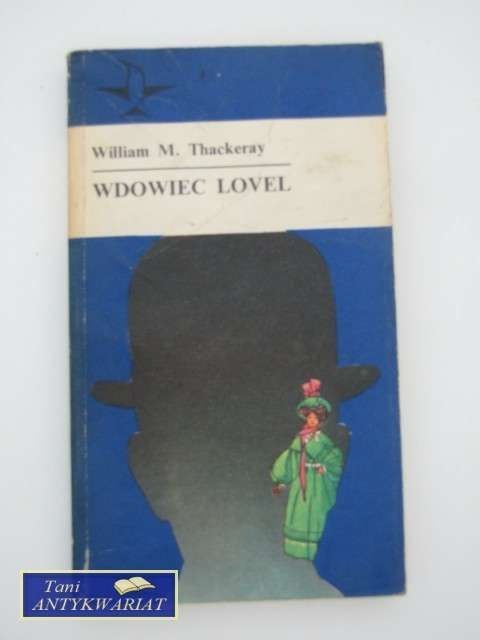 William M. Thackeray
WDOWIEC LOVEL
Tani
ANTYKWARIAT